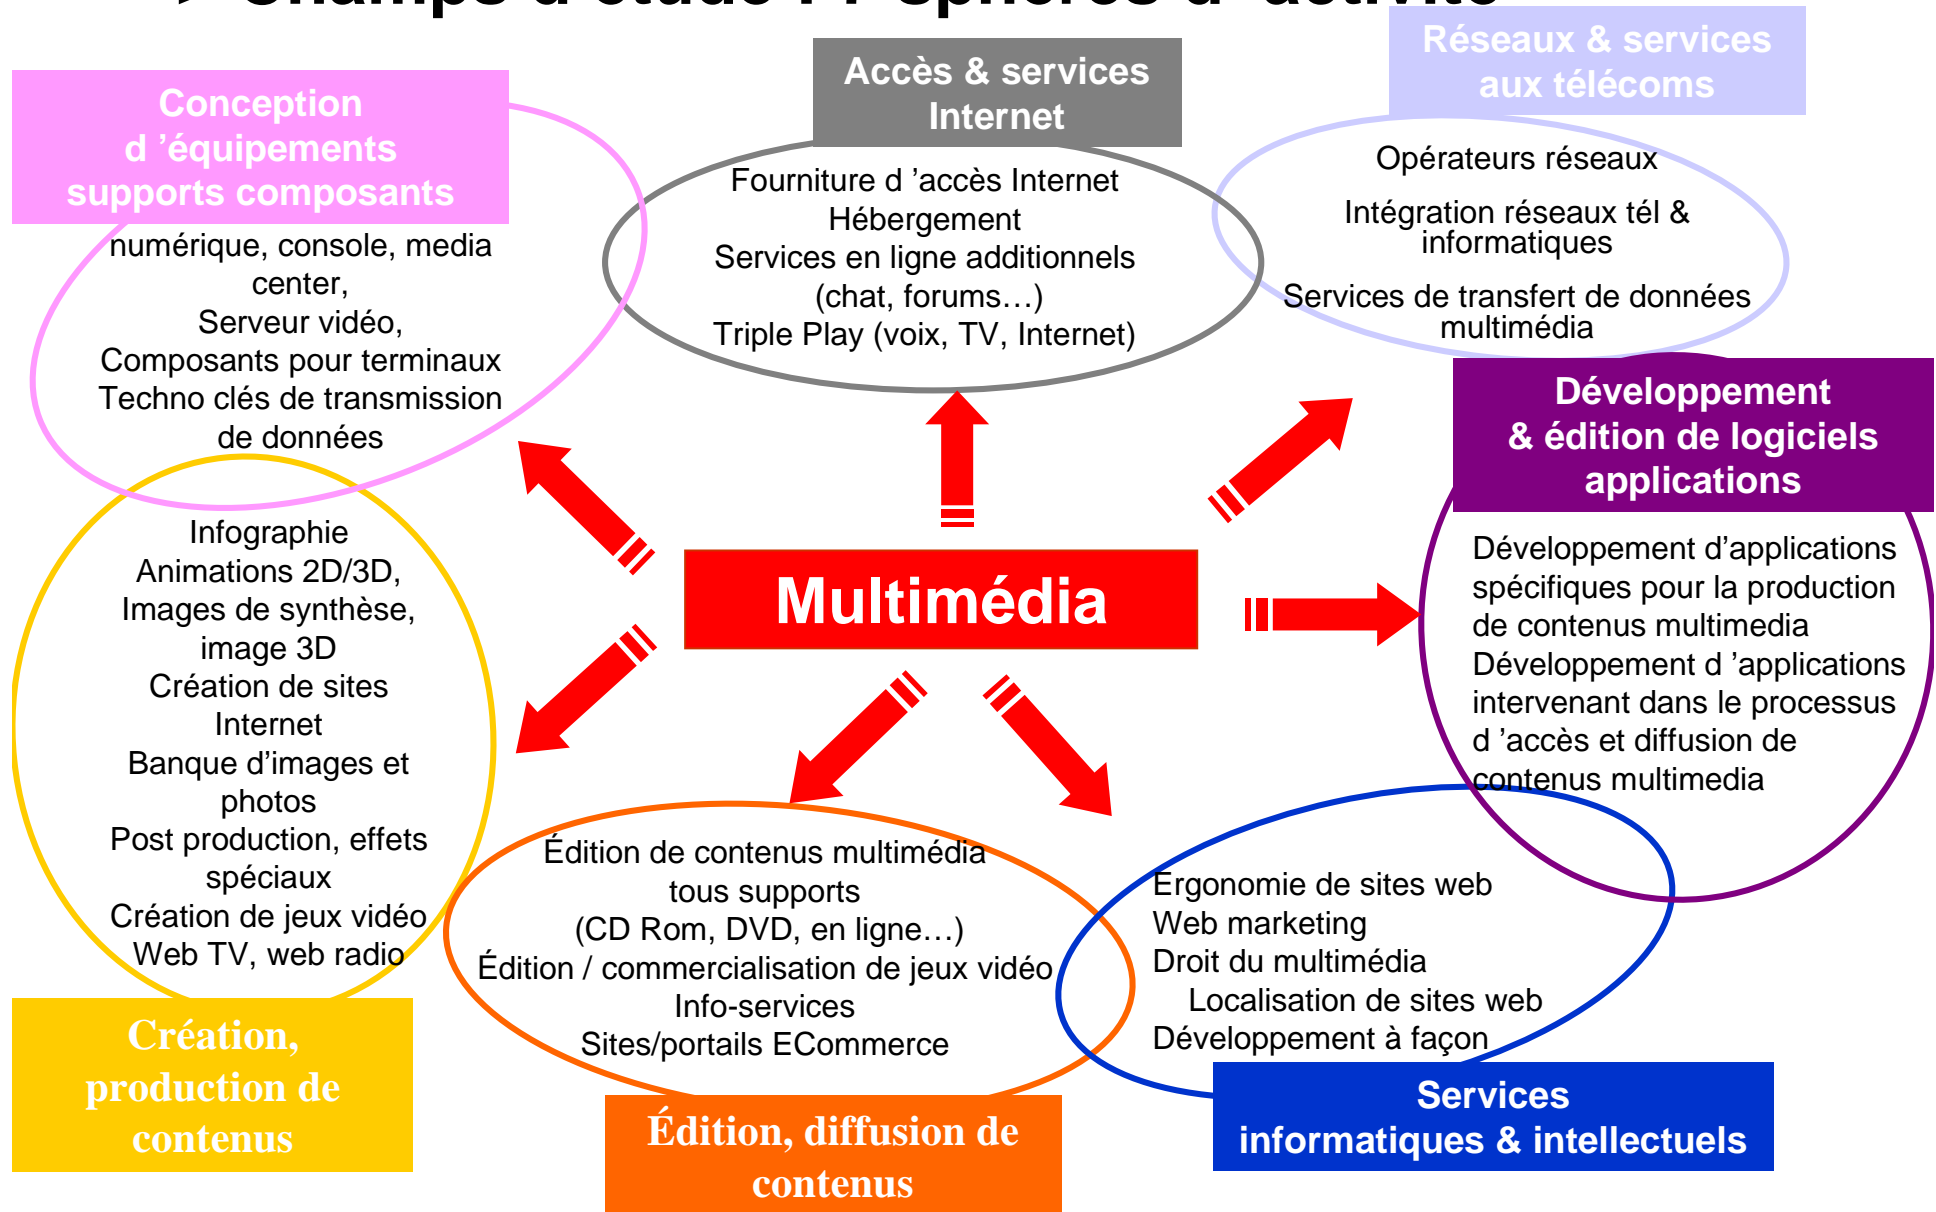 Champs d'étude : 7 sphères d'activité
Conception
d ’équipements
supports composants
numérique, console, media
center,
Serveur vidéo,
Composants pour terminaux
Techno clés de transmission
de données
Accès & services
Internet
Fourniture d ’accès Internet
Hébergement
Services en ligne additionnels
(chat, forums…)
Triple Play (voix, TV, Internet)
Réseaux & services
aux télécoms
Opérateurs réseaux
Intégration réseaux tél &
informatiques
Services de transfert de données
multimédia
Développement
& édition de logiciels
applications
Développement d’applications
spécifiques pour la production
de contenus multimedia
Développement d ’applications
intervenant dans le processus
d ’accès et diffusion de
contenus multimedia
Multimédia
Infographie
Animations 2D/3D,
Images de synthèse,
image 3D
Création de sites
Internet
Banque d’images et
photos
Post production, effets
spéciaux
Création de jeux vidéo
Web TV, web radio
Création,
production de
contenus
Édition de contenus multimédia
tous supports
(CD Rom, DVD, en ligne…)
Édition / commercialisation de jeux vidéo
Info-services
Sites/portails ECommerce
Édition, diffusion de
contenus
Ergonomie de sites web
Web marketing
Droit du multimédia
Localisation de sites web
Développement à façon
Services
informatiques & intellectuels